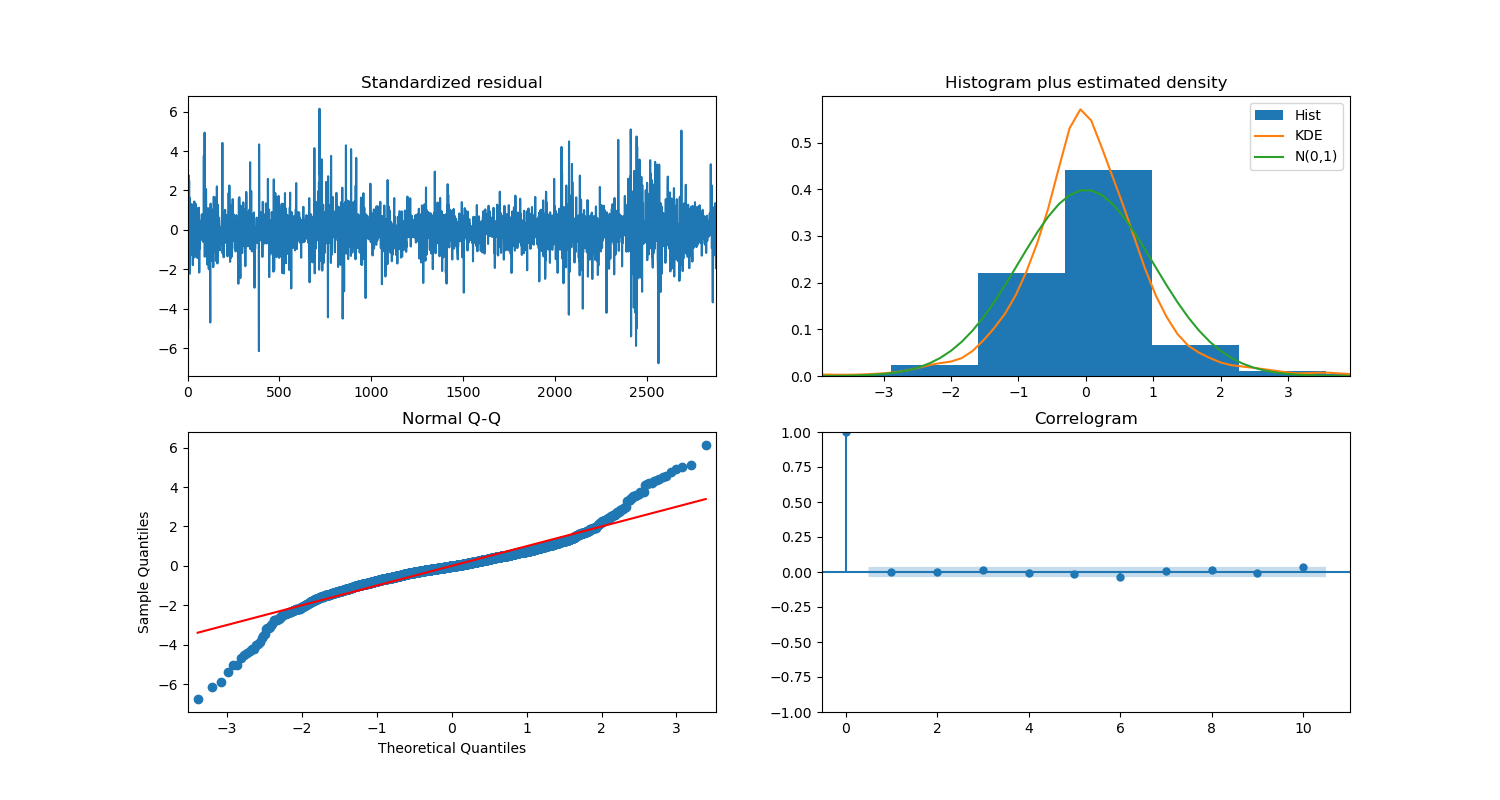 Standardized residual
6
4
2
0
−2
−4
−6
0 500 1000 1500 2000 2500
Histogram plus estimated density
Hist
KDE
N(0,1)
0.5
0.4
0.3
0.2
0.1
0.0
−3 −2 −1 0 1 2 3
Normal Q-Q
Sample Quantiles
6
4
2
0
−2
−4
−6
−3 −2 −1 0 1 2 3
Theoretical Quantiles
Correlogram
1.00
0.75
0.50
0.25
0.00
−0.25
−0.50
−0.75
−1.00
0 2 4 6 8 10